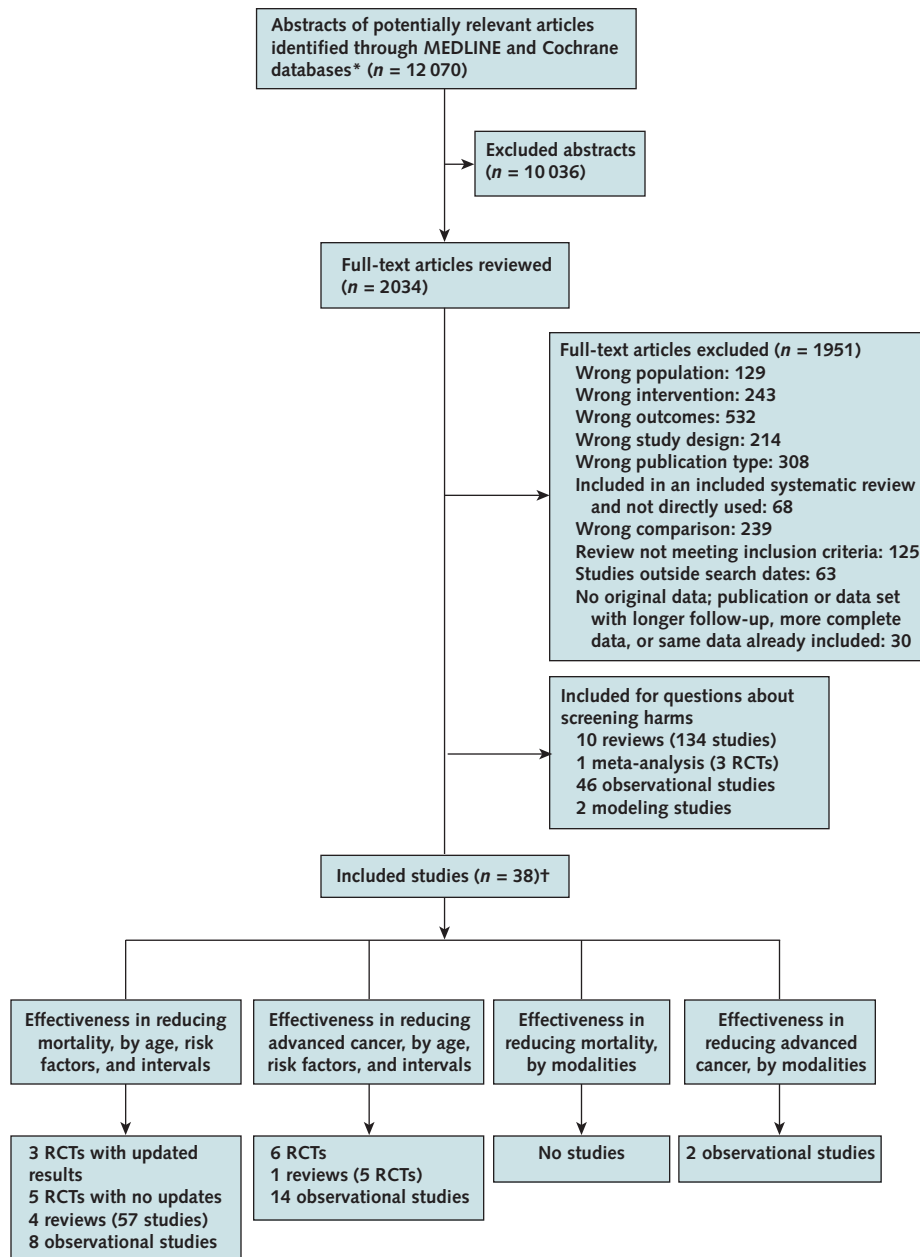 Abstracts of potentially relevant articles
identified through MEDLINE and Cochrane
databases* (n = 12 070)
Excluded abstracts
(n = 10 036)
Full-text articles reviewed
(n = 2034)
Full-text articles excluded (n = 1951)
Wrong population: 129
Wrong intervention: 243
Wrong outcomes: 532
Wrong study design: 214
Wrong publication type: 308
Included in an included systematic review
and not directly used: 68
Wrong comparison: 239
Review not meeting inclusion criteria: 125
Studies outside search dates: 63
No original data; publication or data set
with longer follow-up, more complete
data, or same data already included: 30
Included for questions about
screening harms
10 reviews (134 studies)
1 meta-analysis (3 RCTs)
46 observational studies
2 modeling studies
Included studies (n = 38)†
Effectiveness in reducing
mortality, by age, risk
factors, and intervals
Effectiveness in reducing
advanced cancer, by age,
risk factors, and intervals
Effectiveness in
reducing mortality,
by modalities
Effectiveness in
reducing advanced
cancer, by modalities
3 RCTs with updated
results
5 RCTs with no updates
4 reviews (57 studies)
8 observational studies
6 RCTs
1 reviews (5 RCTs)
14 observational studies
No studies
2 observational studies